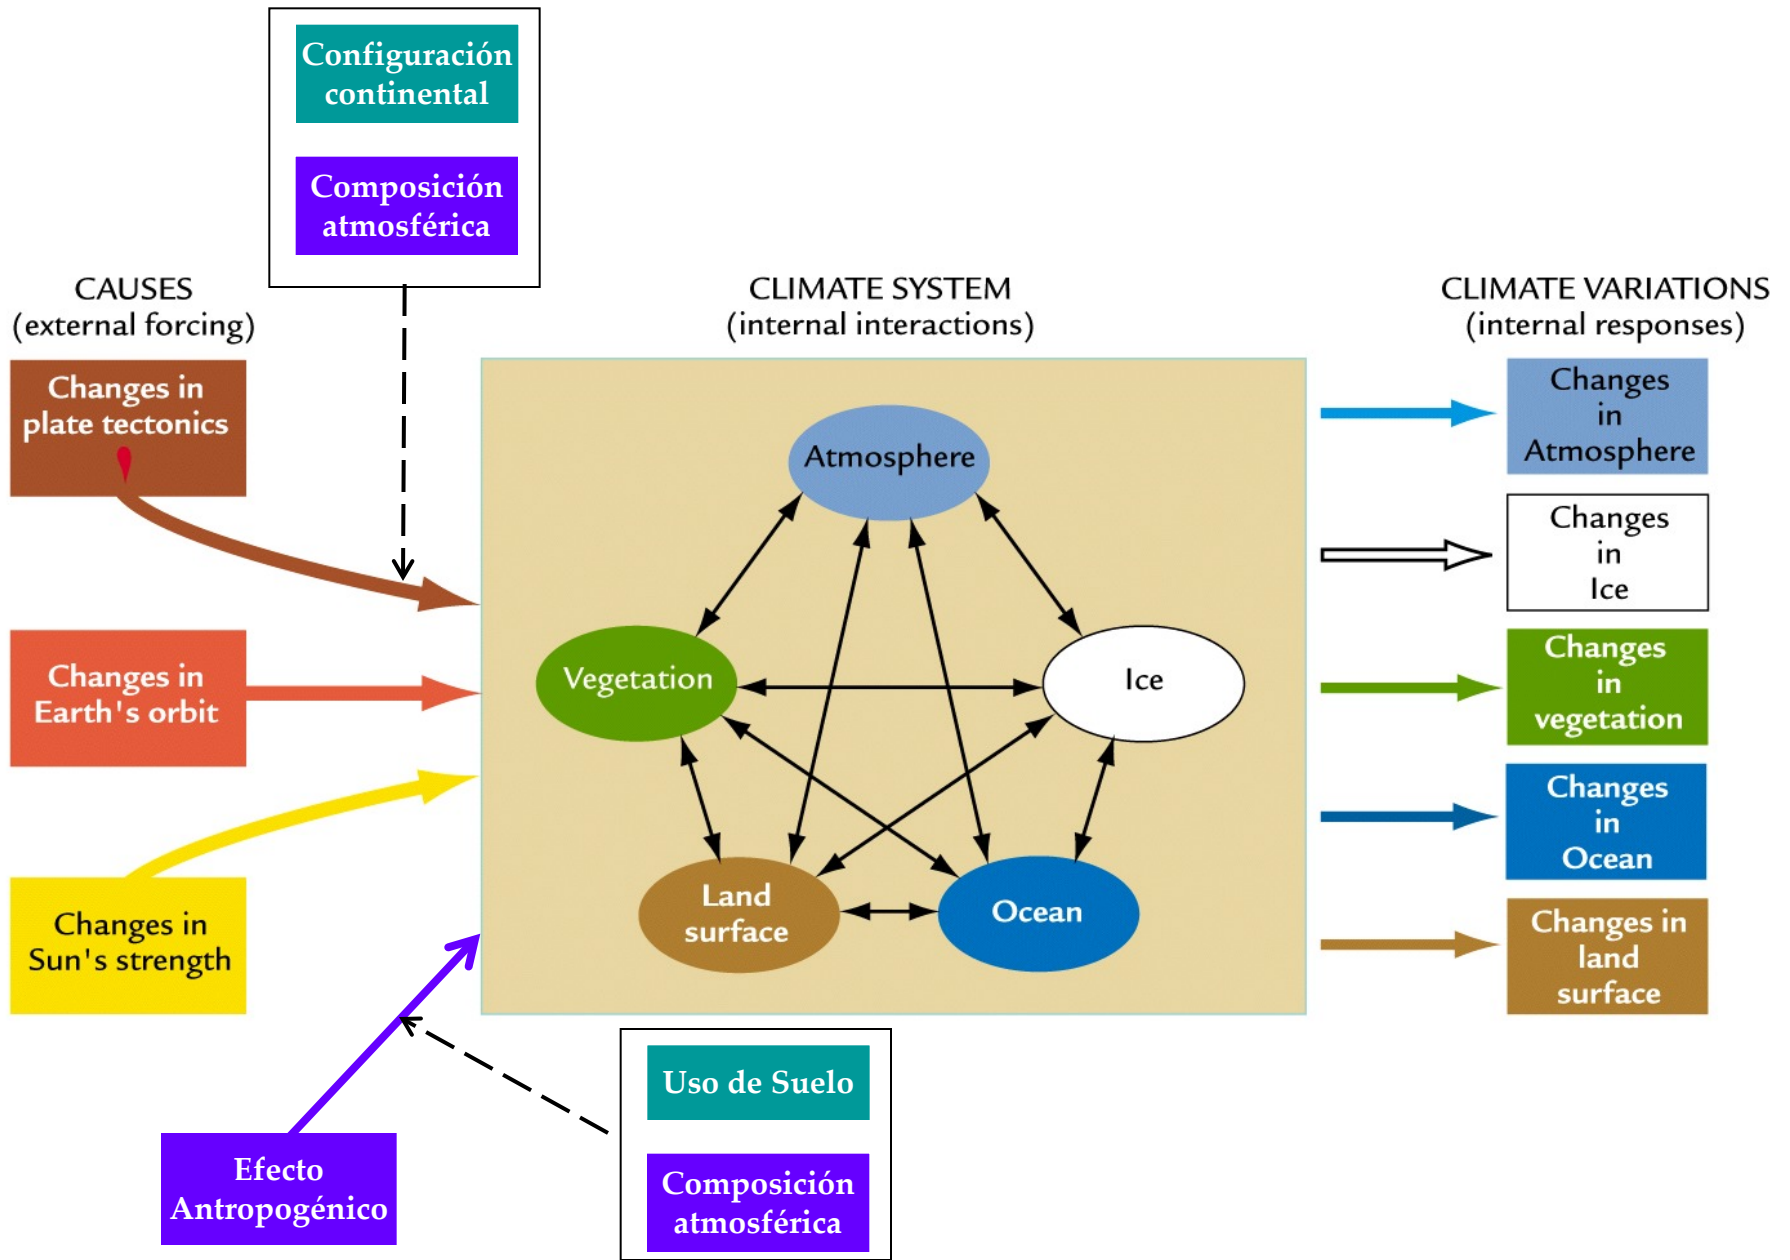 Configuración
continental
Composición
atmosférica
CAUSES
(external forcing)
Changes in
plate tectonics
Changes in
Earth's orbit
Changes in
Sun's strength
Efecto
Antropogénico
CLIMATE SYSTEM
(internal interactions)
Atmosphere
Vegetation
Ice
Land
surface
Ocean
Uso de Suelo
Composición
atmosférica
CLIMATE VARIATIONS
(internal responses)
Changes
in
Atmosphere
Changes
in
Ice
Changes
in
vegetation
Changes
in
Ocean
Changes in
land
surface